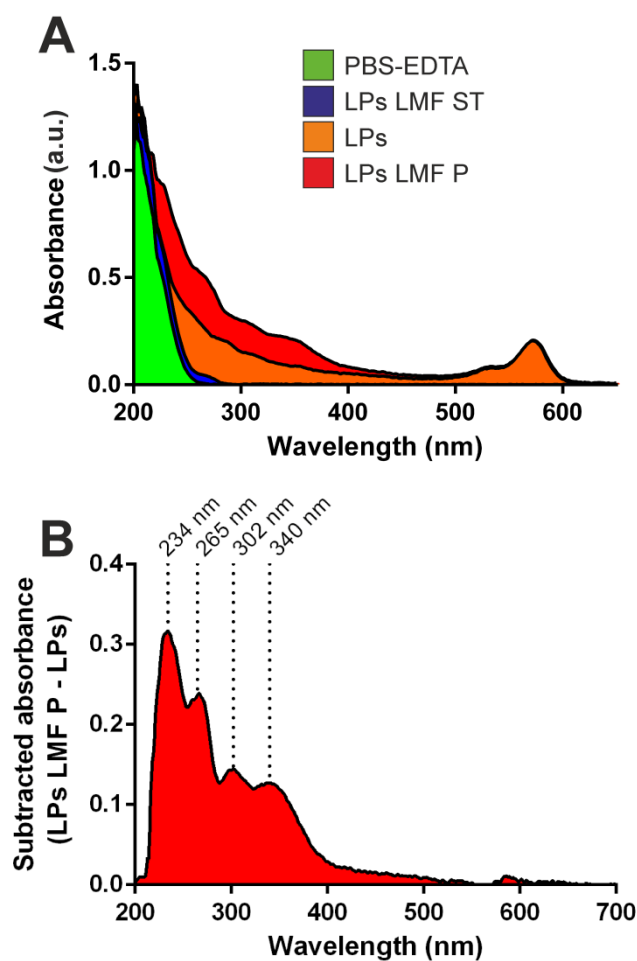 A
PBS-EDTA
LPs LMF ST
LPs
LPs LMF P
Absorbance (a.u.)
1.5
1.0
0.5
0.0
200 300 400 500 600
Wavelength (nm)
B
234 nm 265 nm 302 nm 340 nm
Subtracted absorbance
(LPs LMF P - LPs)
0.4
0.3
0.2
0.1
0.0
200 300 400 500 600 700
Wavelength (nm)